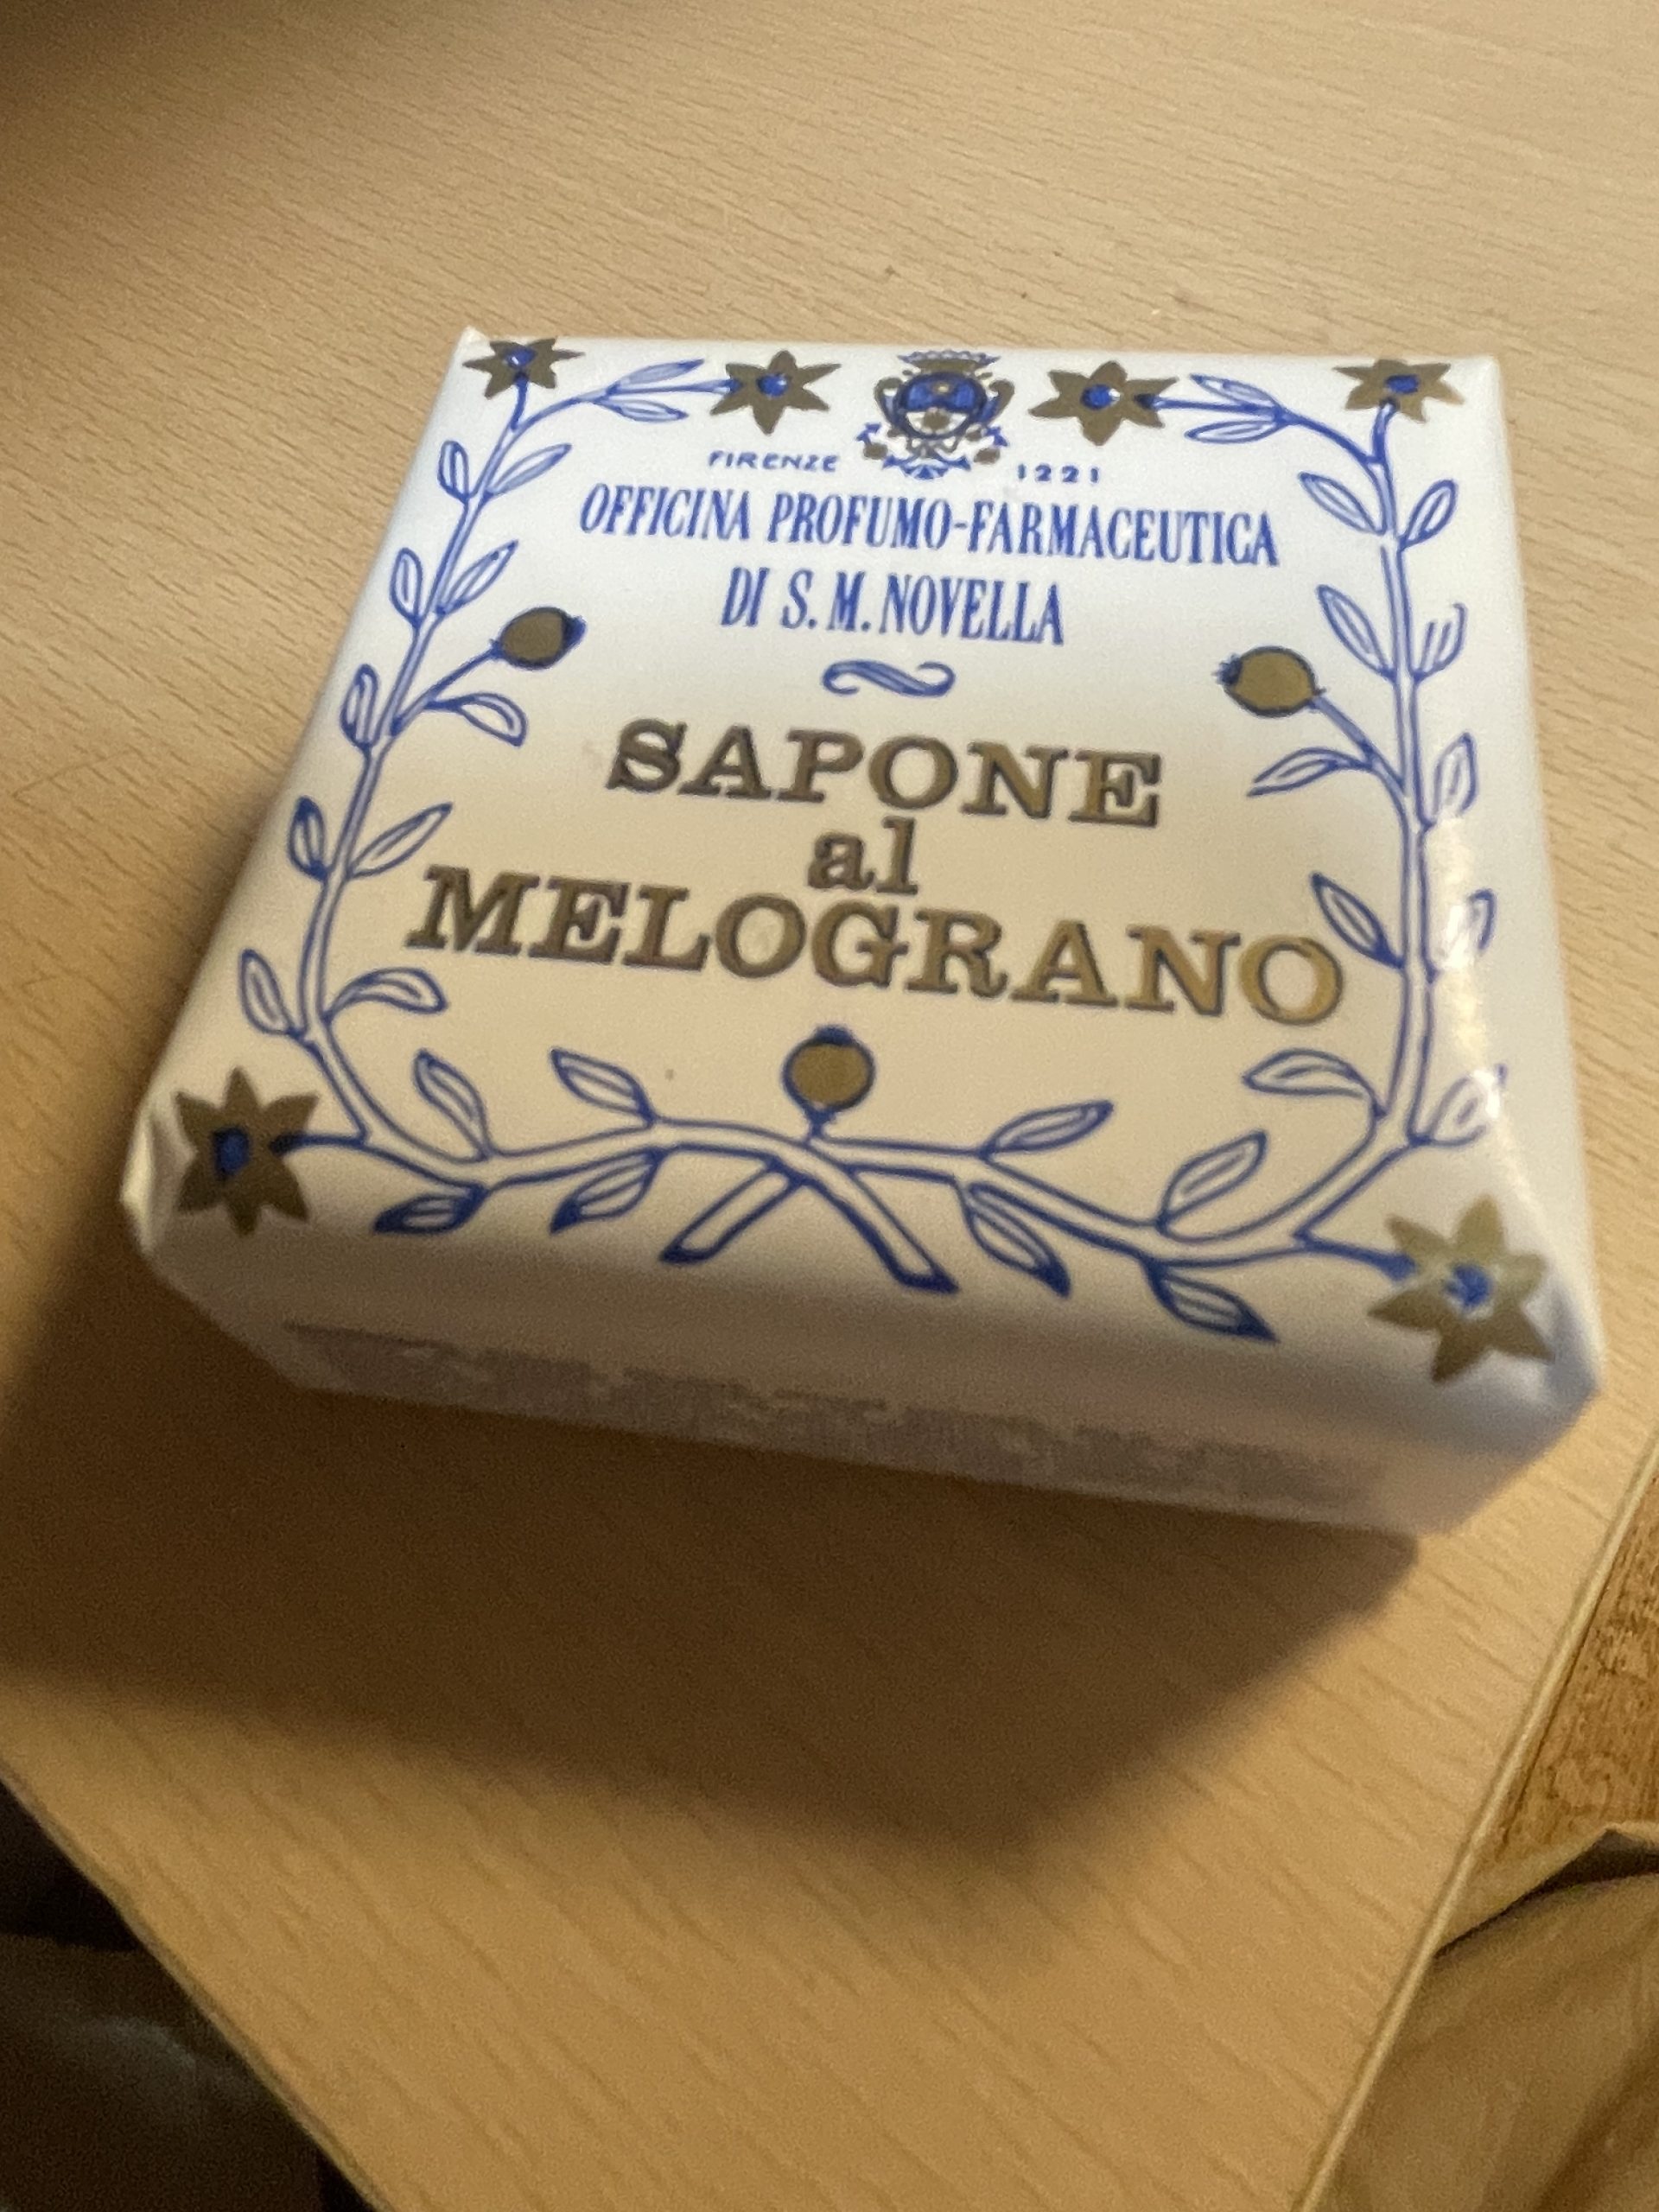 FIRENZE 1221
OFFICINA PROFUMO-FARMACEUTICA
DI S. M. NOVELLA
SAPONE
al
MELOGRANO